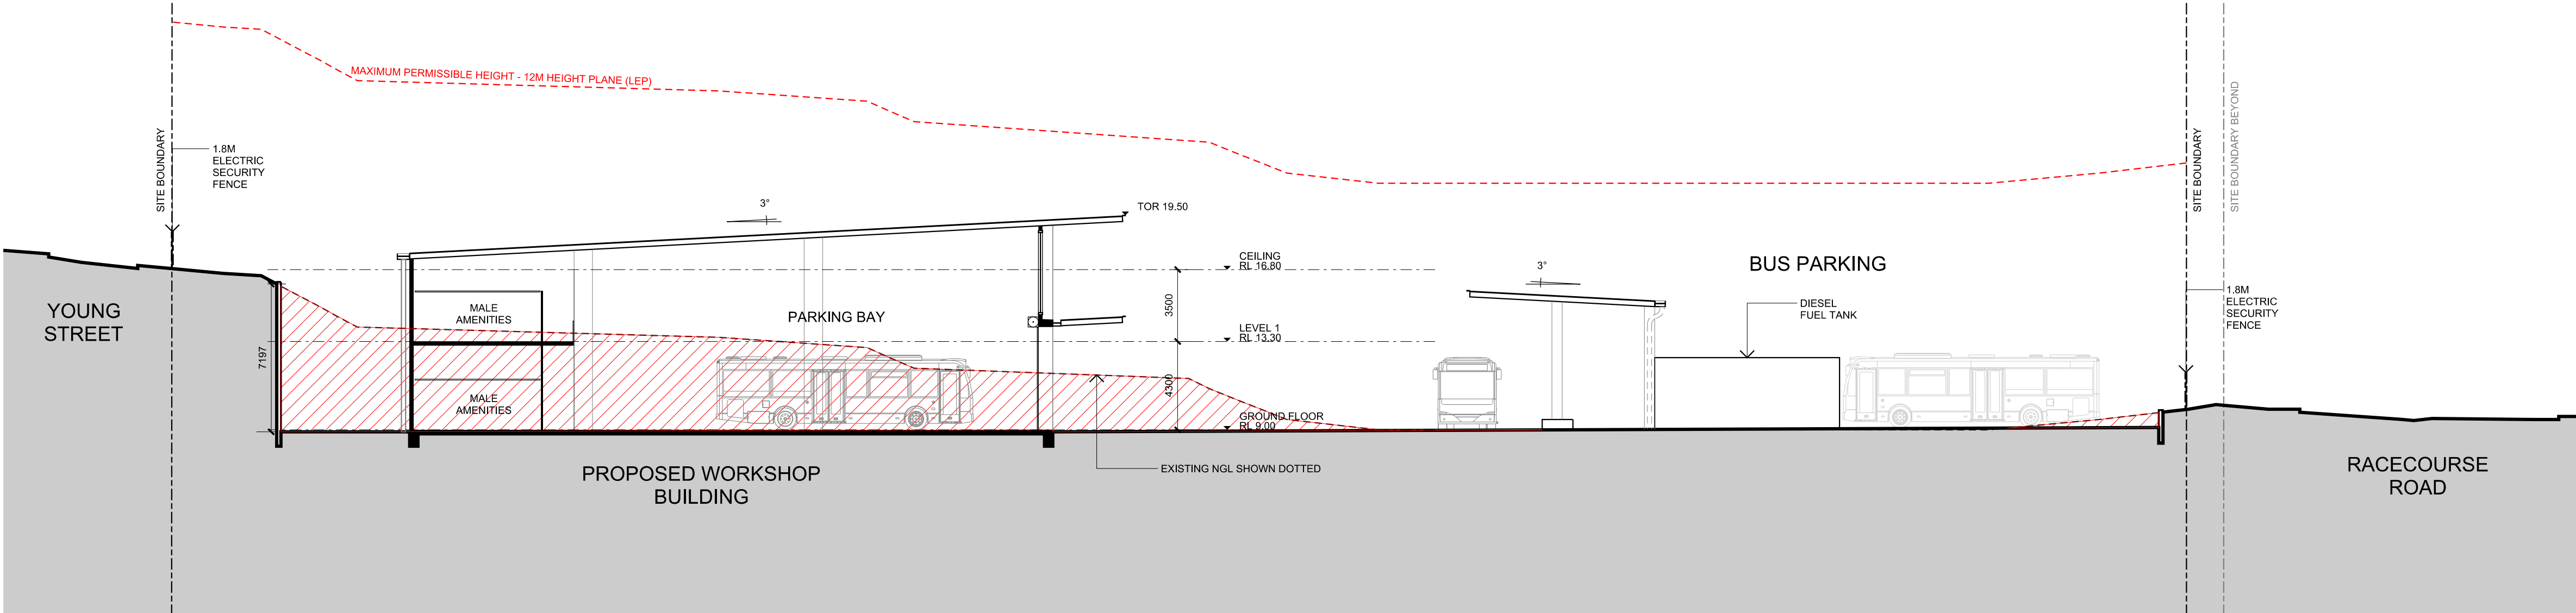 MAXIMUM PERMISSIBLE HEIGHT - 12M HEIGHT PLANE (LEP)
SITE BOUNDARY
1.8M
ELECTRIC
SECURITY
FENCE
YOUNG
STREET
7197
3°
TOR 19.50
MALE
AMENITIES
MALE
AMENITIES
PARKING BAY
CEILING
RL 16.80
3500
LEVEL 1
RL 13.30
4300
GROUND FLOOR
RL 9.00
EXISTING NGL SHOWN DOTTED
PROPOSED WORKSHOP
BUILDING
3°
BUS PARKING
DIESEL
FUEL TANK
SITE BOUNDARY
SITE BOUNDARY BEYOND
1.8M
ELECTRIC
SECURITY
FENCE
RACECOURSE
ROAD